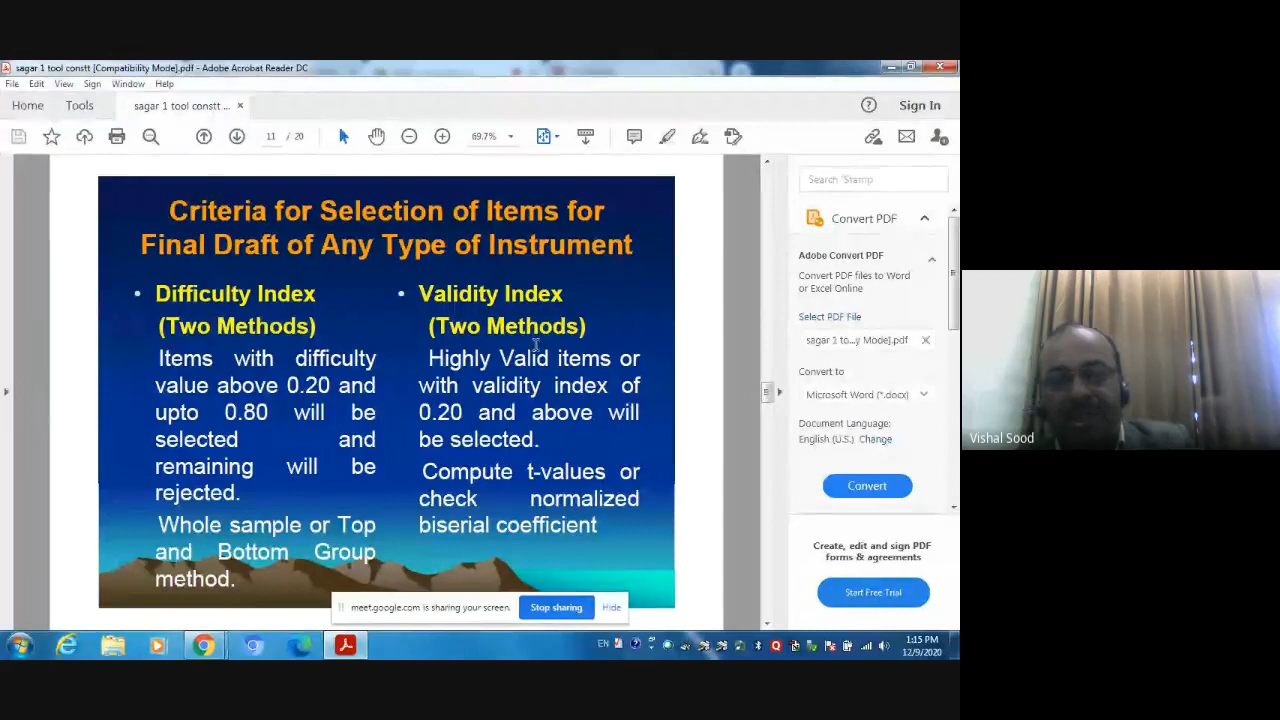 sagar 1 tool constt [Compatibility Mode].pdf - Adobe Acrobat Reader DC
File Edit View Sign Window Help
Home Tools sagar 1 tool constt ... × Sign In
11 / 20 69.7%
Criteria for Selection of Items for
Final Draft of Any Type of Instrument
• Difficulty Index
(Two Methods)
Items with difficulty
value above 0.20 and
upto 0.80 will be
selected and
remaining will be
rejected.
Whole sample or Top
and Bottom Group
method.
• Validity Index
(Two Methods)
Highly Valid items or
with validity index of
0.20 and above will
be selected.
Compute t-values or
check normalized
biserial coefficient
Search 'Stamp
Convert PDF
Adobe Convert PDF
Convert PDF files to Word
or Excel Online
Select PDF File
sagar 1 to...y Mode].pdf
Convert to
Microsoft Word (*.docx)
Document Language:
English (U.S.) Change
Convert
Create, edit and sign PDF
forms & agreements
Start Free Trial
meet.google.com is sharing your screen. Stop sharing Hide
EN
1:15 PM
12/9/2020
Vishal Sood